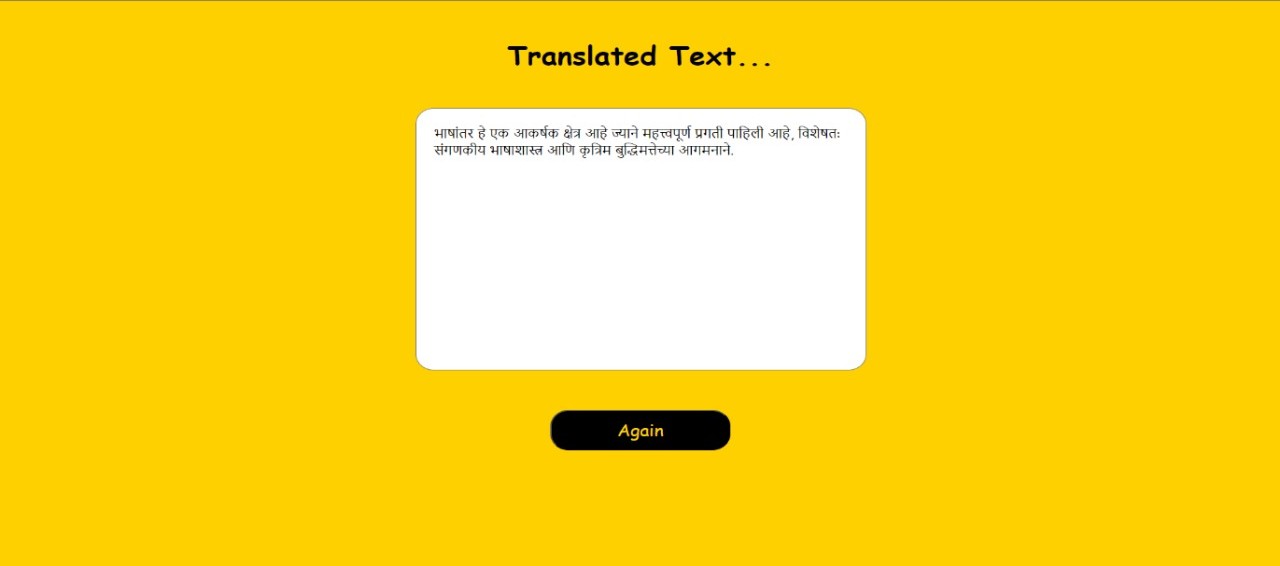 Translated Text...
भाषांतर हे एक आकर्षक क्षेत्र आहे ज्याने महत्त्वपूर्ण प्रगती पाहिली आहे, विशेषतः
संगणकीय भाषाशास्त्र आणि कृत्रिम बुद्धिमत्तेच्या आगमनाने.
Again